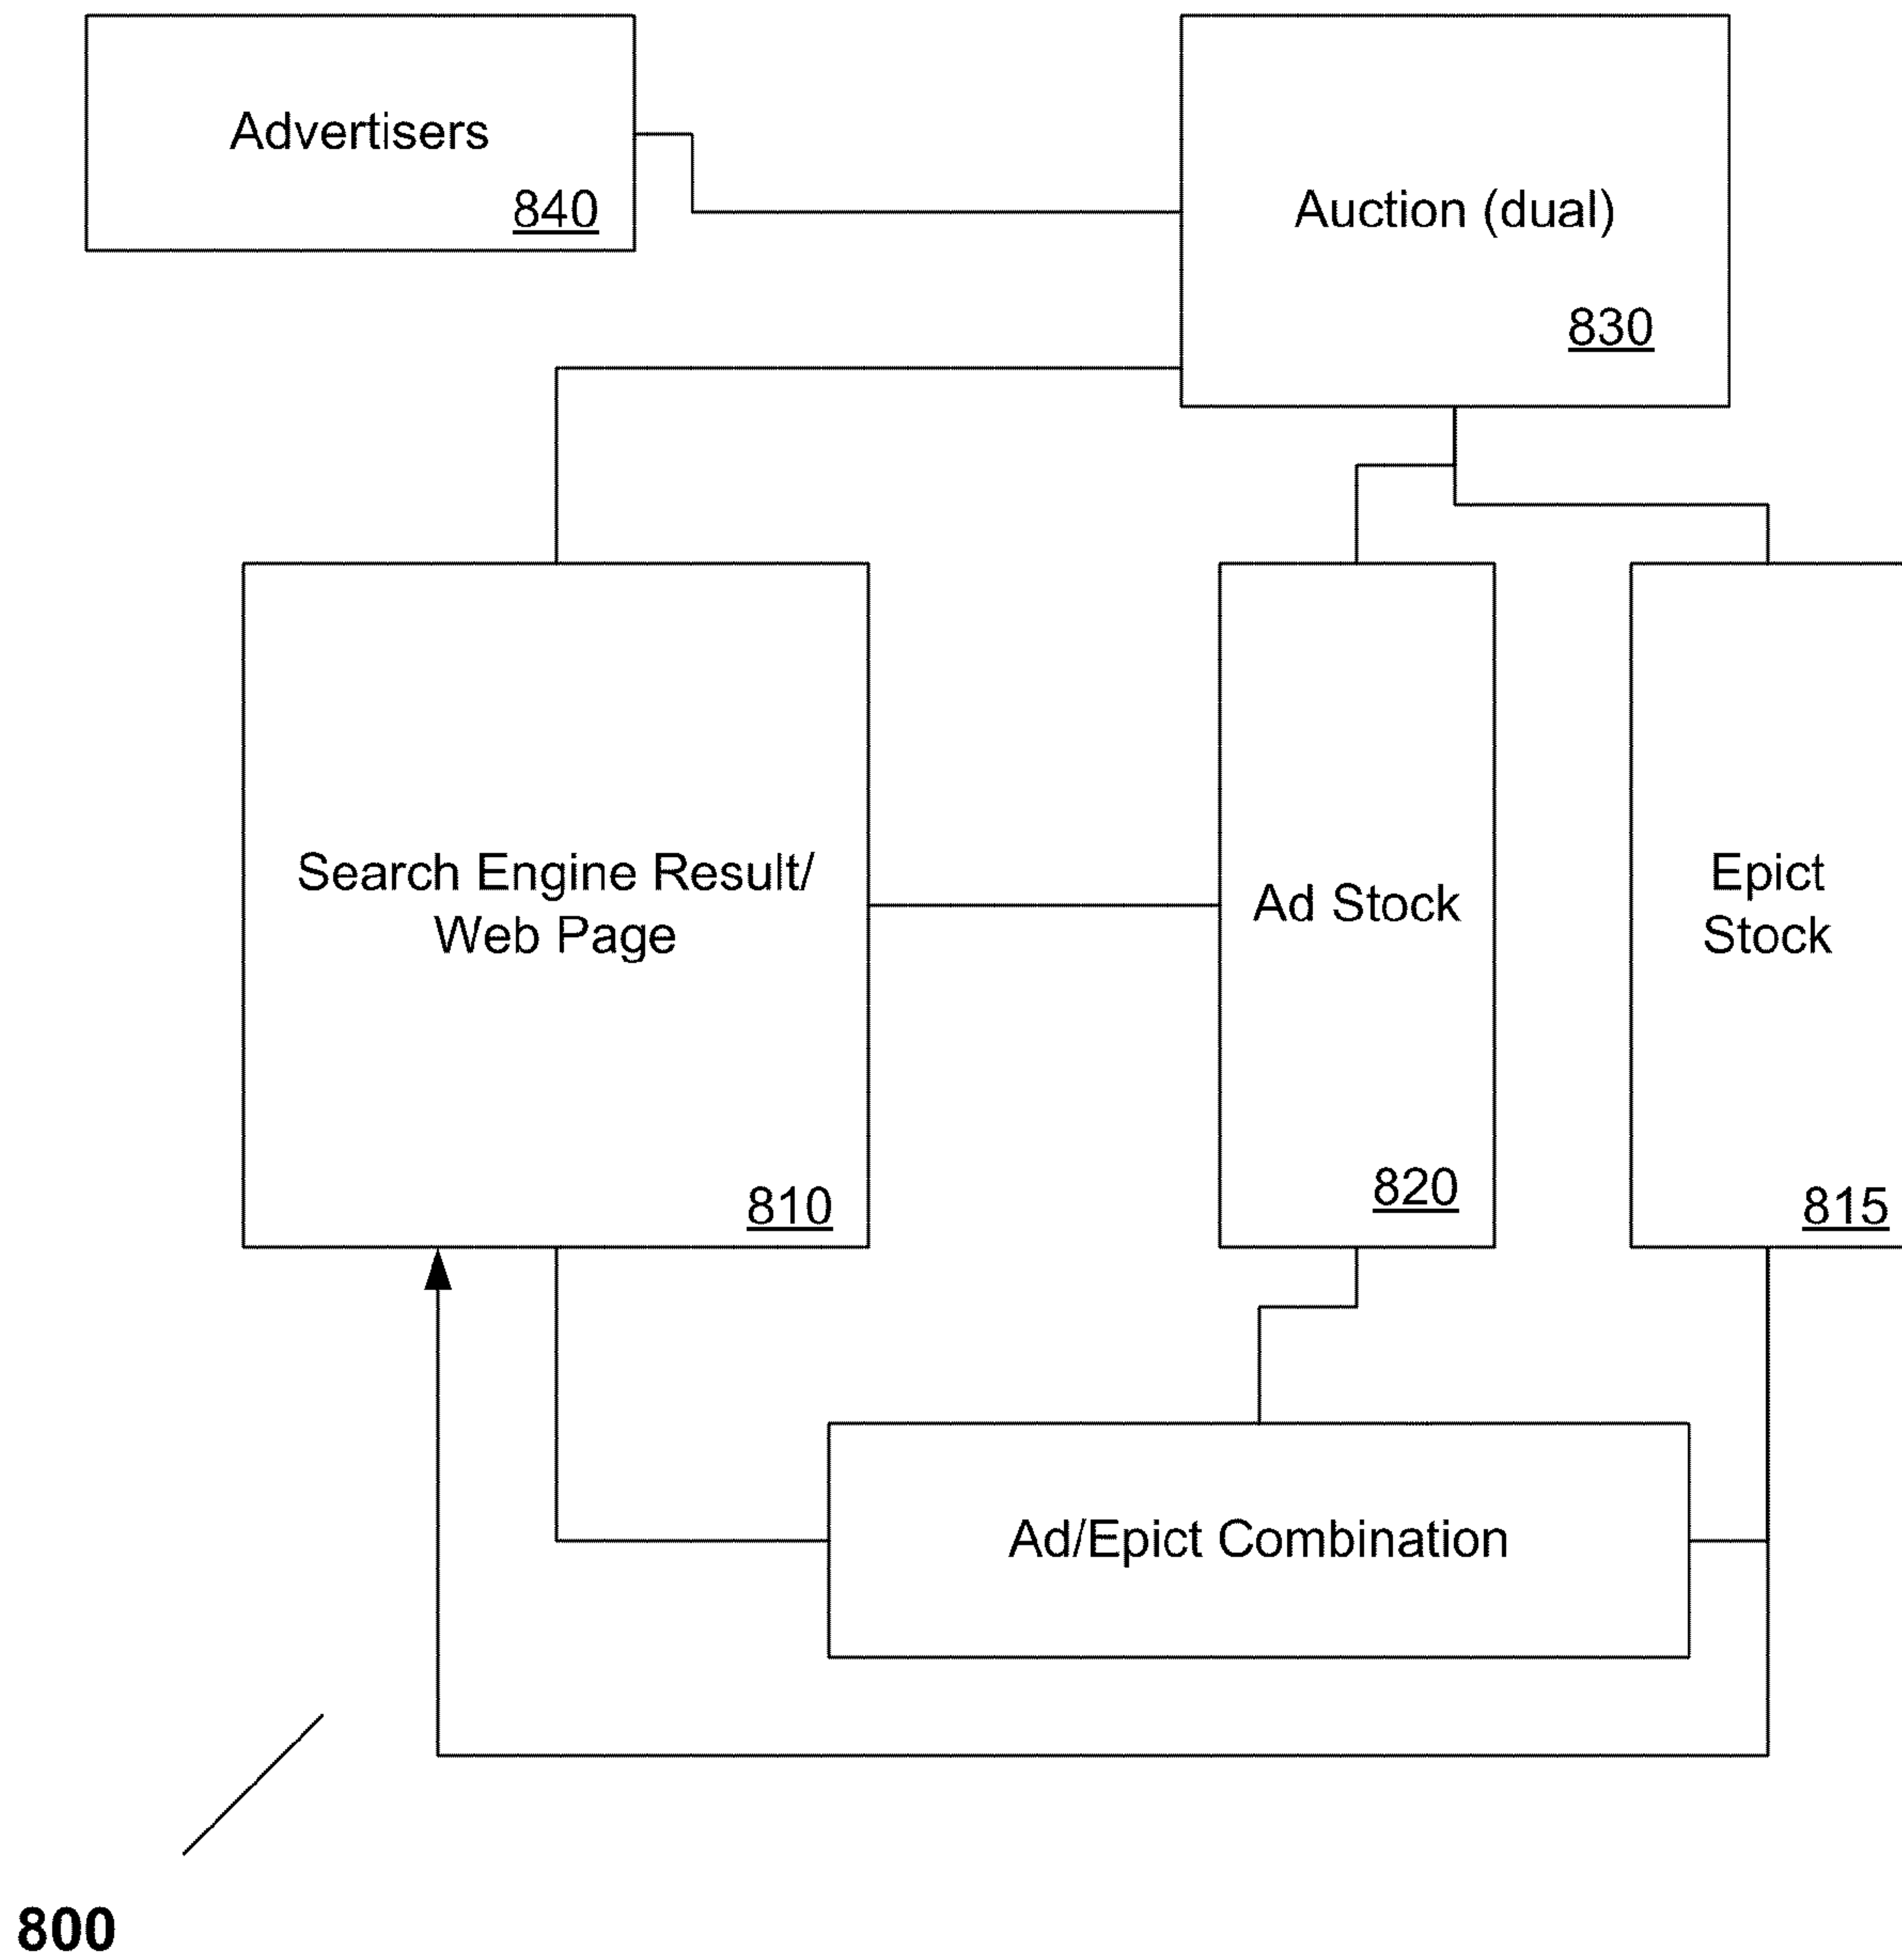 Advertisers
840
Auction (dual)
830
Search Engine Result/
Web Page
810
Ad Stock
820
Epict
Stock
815
Ad/Epict Combination
800